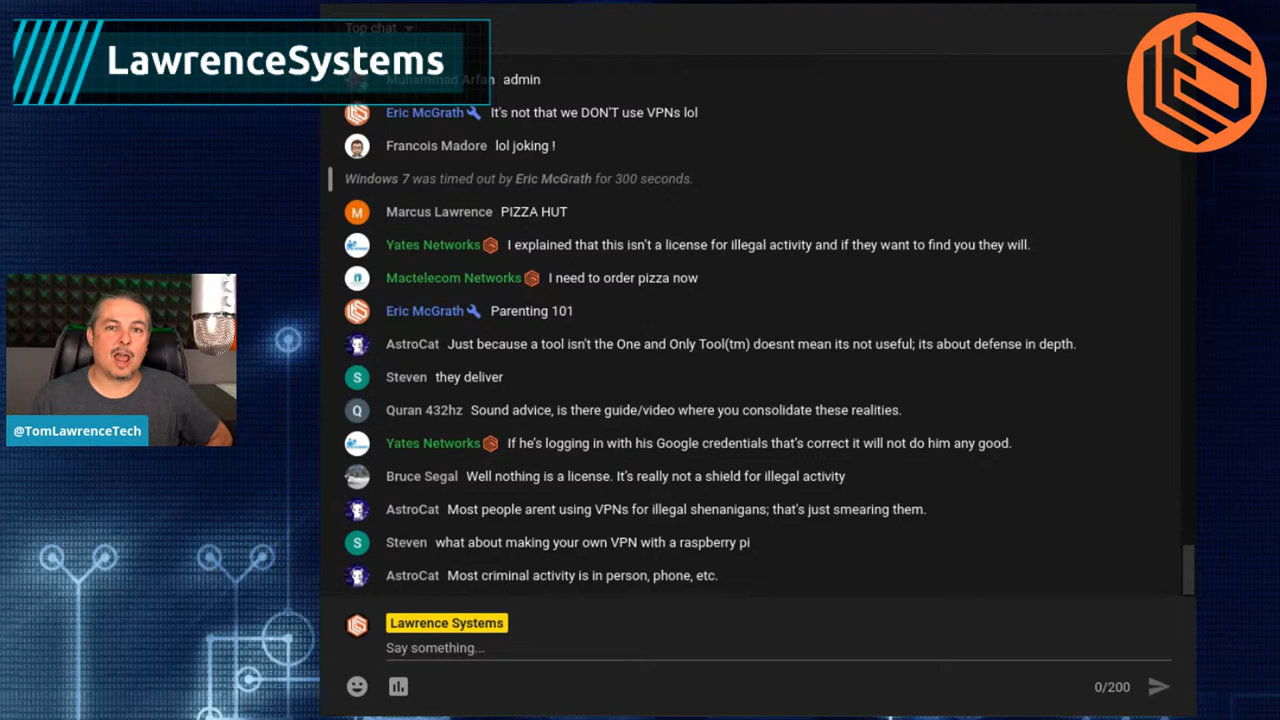 LawrenceSystems
Top chat
Muhammad Arfan admin
Eric McGrath It's not that we DON'T use VPNs lol
Francois Madore lol joking !
Windows 7 was timed out by Eric McGrath for 300 seconds.
M Marcus Lawrence PIZZA HUT
Yates Networks I explained that this isn't a license for illegal activity and if they want to find you they will.
Mactelecom Networks I need to order pizza now
Eric McGrath Parenting 101
AstroCat Just because a tool isn't the One and Only Tool(tm) doesnt mean its not useful; its about defense in depth.
S Steven they deliver
Q Quran 432hz Sound advice, is there guide/video where you consolidate these realities.
@TomLawrenceTech
Yates Networks If he's logging in with his Google credentials that's correct it will not do him any good.
Bruce Segal Well nothing is a license. It's really not a shield for illegal activity
AstroCat Most people arent using VPNs for illegal shenanigans; that's just smearing them.
S Steven what about making your own VPN with a raspberry pi
AstroCat Most criminal activity is in person, phone, etc.
Lawrence Systems
Say something...
0/200